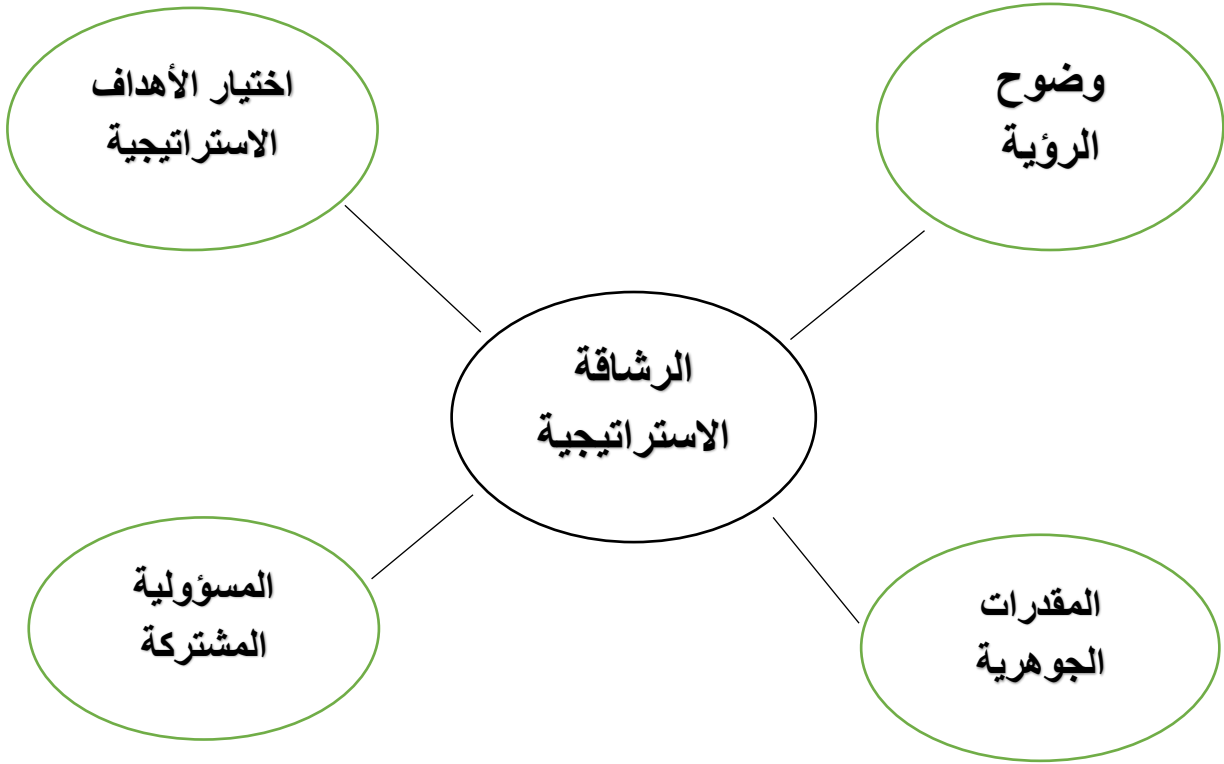 وضوح
الرؤية
اختيار الأهداف
الاستراتيجية
الرشاقة
الاستراتيجية
المقدرات
الجوهرية
المسؤولية
المشتركة